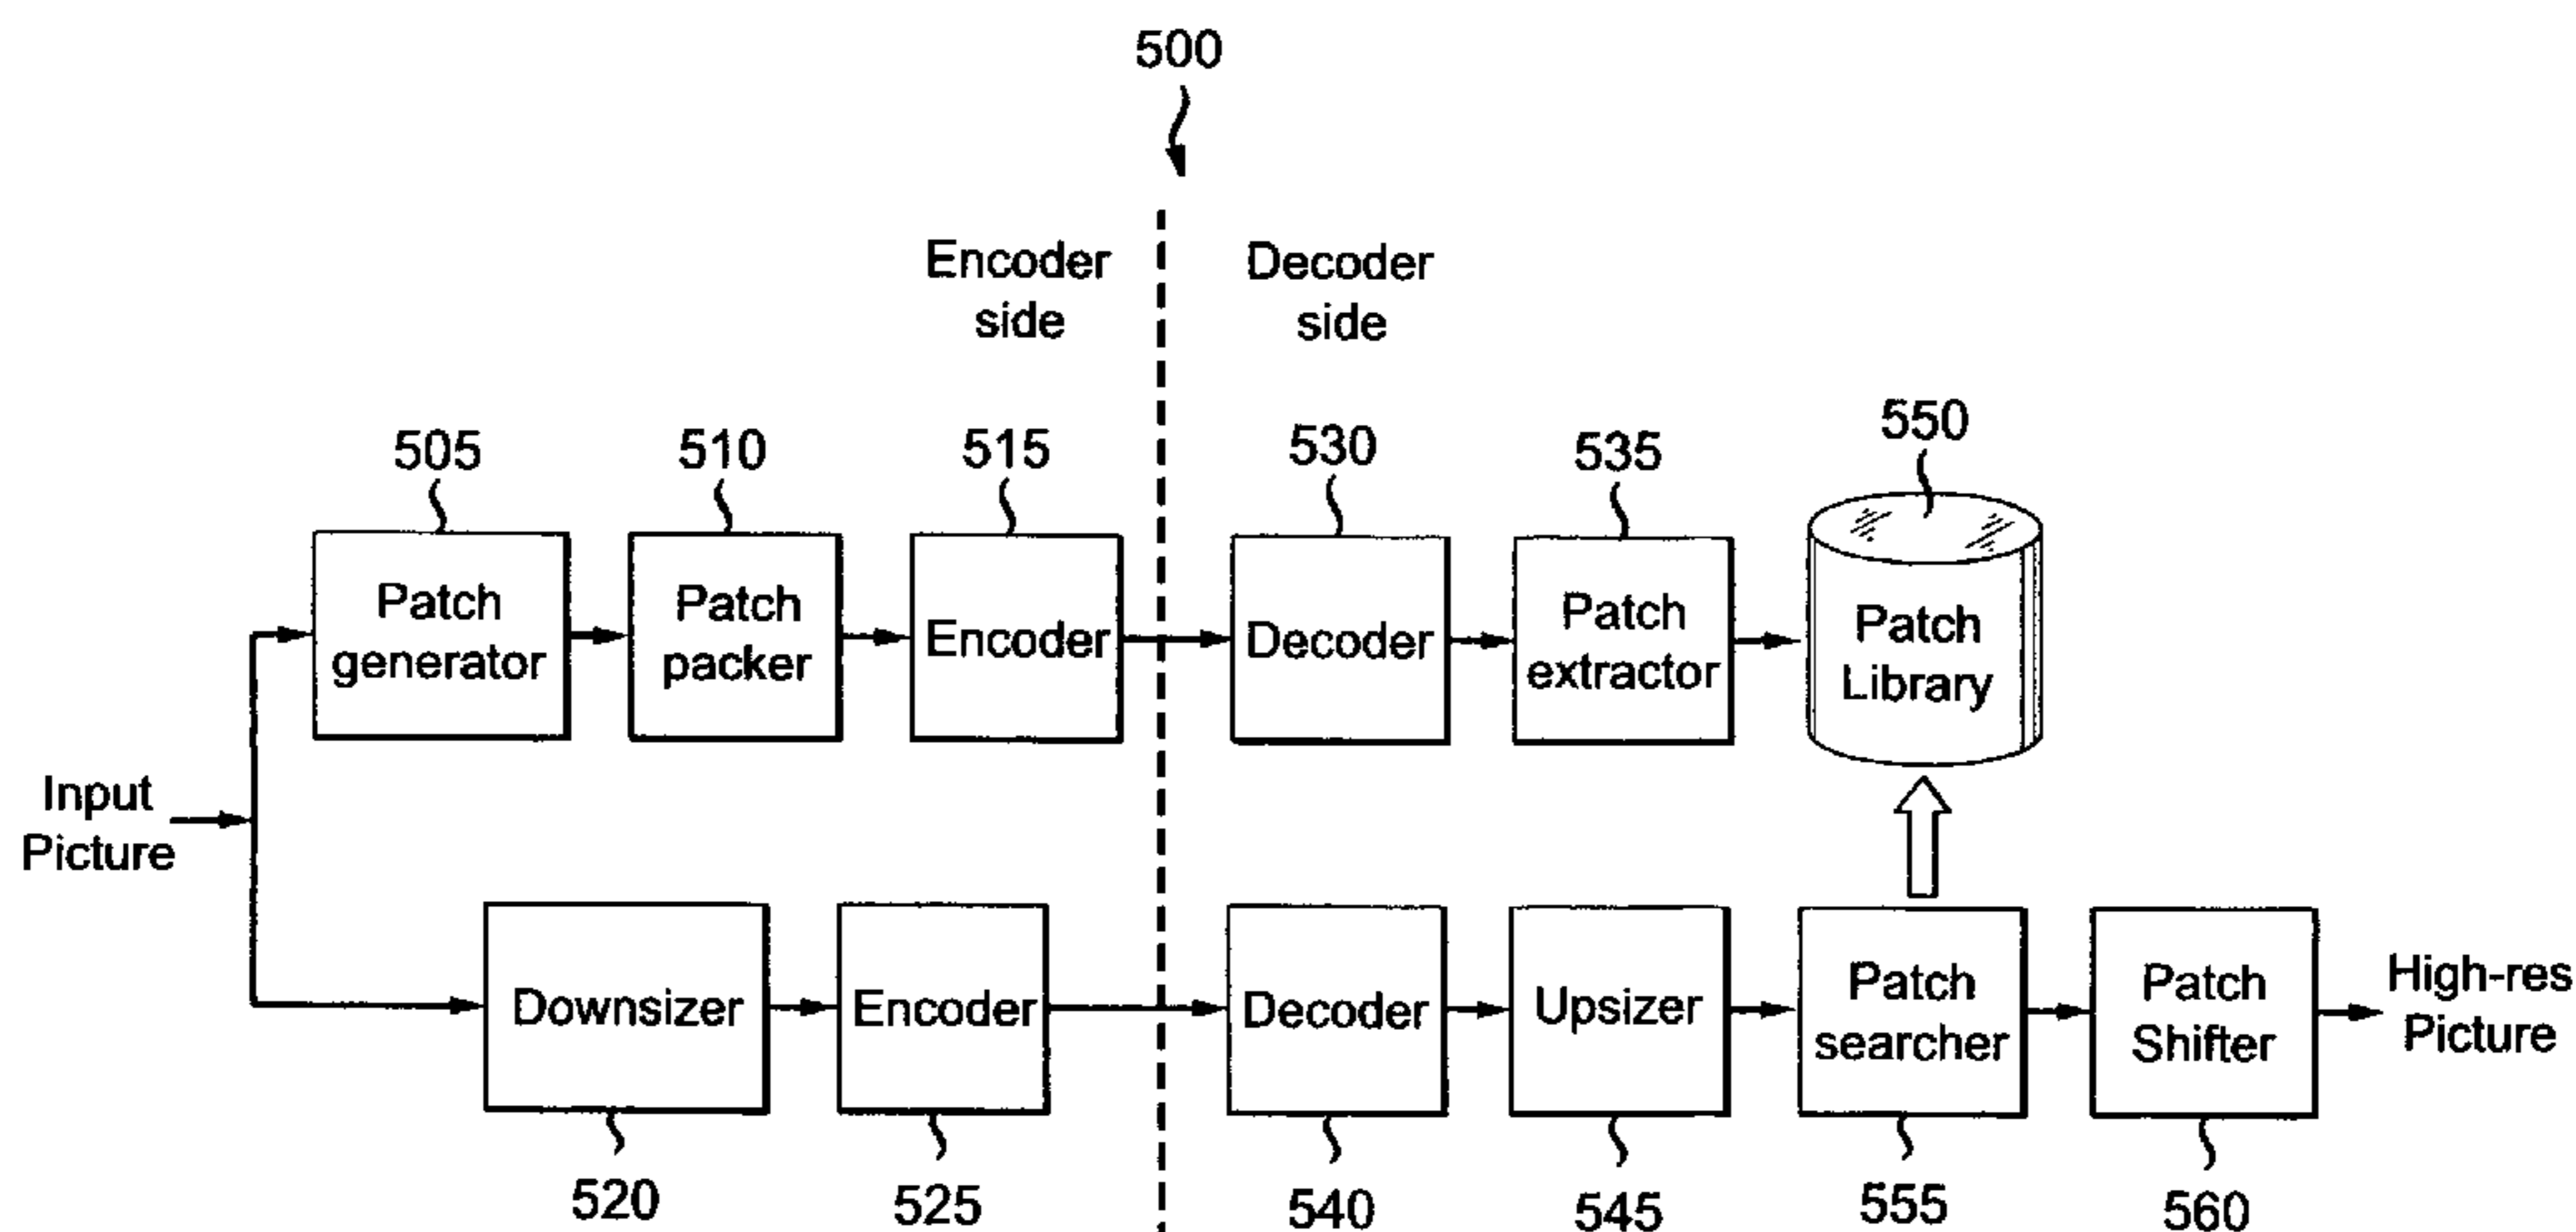 500
Encoder
side
Decoder
side
505
510
515
530
535
550
Patch
generator
Patch
packer
Encoder
Decoder
Patch
extractor
Patch
Library
Input
Picture
Downsizer
Encoder
Decoder
Upsizer
Patch
searcher
Patch
Shifter
High-res
Picture
520
525
540
545
555
560